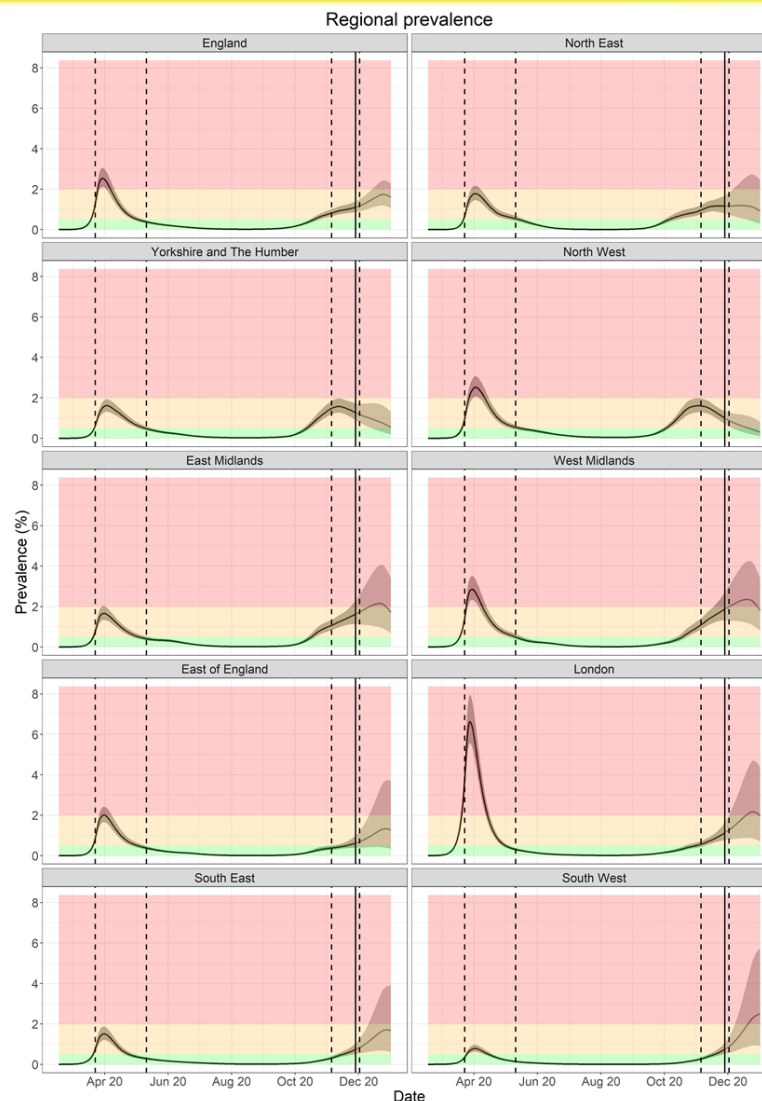 Regional prevalence
England North East
8
6
4
2
0
Yorkshire and The Humber North West
8
6
4
2
0
East Midlands West Midlands
8
6
4
2
0
Prevalence (%)
East of England London
8
6
4
2
0
South East South West
8
6
4
2
0
Apr 20 Jun 20 Aug 20 Oct 20 Dec 20 Apr 20 Jun 20 Aug 20 Oct 20 Dec 20
Date